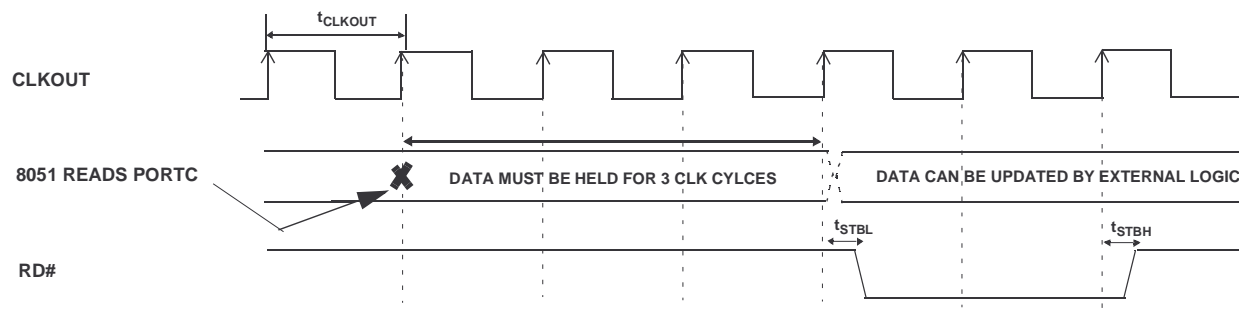 tCLKOUT
CLKOUT
8051 READS PORTC
DATA MUST BE HELD FOR 3 CLK CYLCES
DATA CAN BE UPDATED BY EXTERNAL LOGIC
tSTBL
tSTBH
RD#